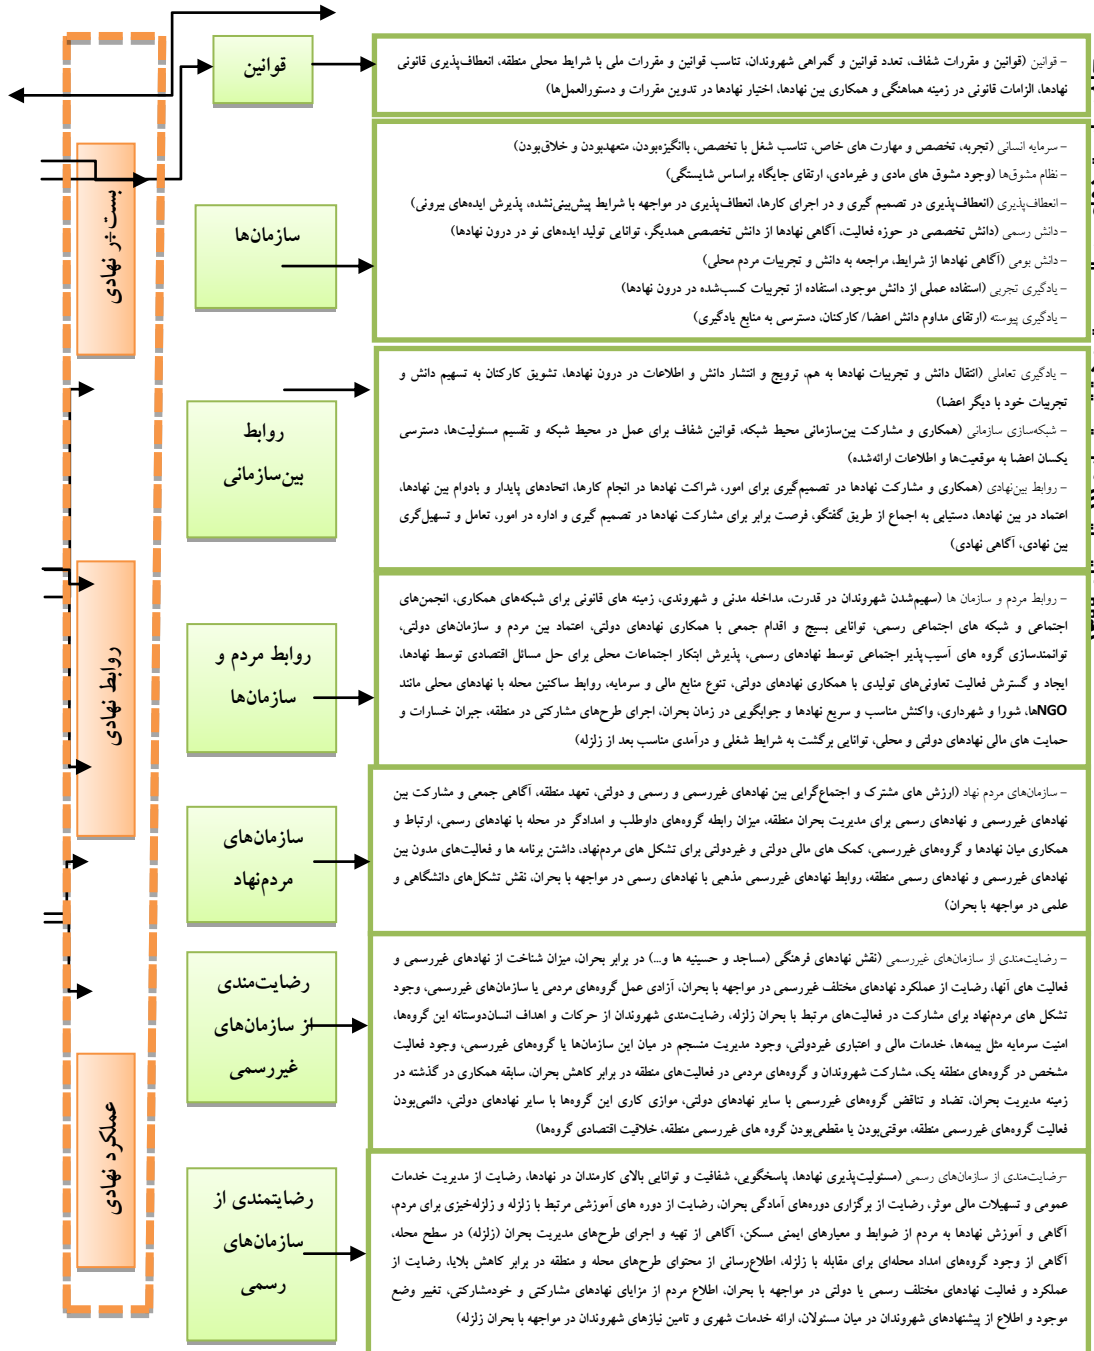 قوانین
- قوانین (قوانین و مقررات شفاف، تعدد قوانین و گمراهی شهروندان، تناسب قوانین و مقررات ملی با شرایط محلی منطقه، انعطاف‌پذیری قانونی
نهادها، الزامات قانونی در زمینه هماهنگی و همکاری بین نهادها، اختیار نهادها در تدوین مقررات و دستورالعمل‌ها)
بستر نهادی
سازمان‌ها
- سرمایه انسانی (تجربه، تخصص و مهارت های خاص، تناسب شغل با تخصص، باانگیزه‌بودن، متعهدبودن و خلاق‌بودن)
- نظام مشوق‌ها (وجود مشوق های مادی و غیرمادی، ارتقای جایگاه براساس شایستگی)
- انعطاف‌پذیری (انعطاف‌پذیری در تصمیم گیری و در اجرای کارها، انعطاف‌پذیری در مواجهه با شرایط پیش‌بینی‌نشده، پذیرش ایده‌های بیرونی)
- دانش رسمی (دانش تخصصی در حوزه فعالیت، آگاهی نهادها از دانش تخصصی همدیگر، توانایی تولید ایده‌های نو در درون نهادها)
- دانش بومی (آگاهی نهادها از شرایط، مراجعه به دانش و تجربیات مردم محلی)
- یادگیری تجربی (استفاده عملی از دانش موجود، استفاده از تجربیات کسب‌شده در درون نهادها)
- یادگیری پیوسته (ارتقای مداوم دانش اعضا/ کارکنان، دسترسی به منابع یادگیری)
روابط
بین‌سازمانی
- یادگیری تعاملی (انتقال دانش و تجربیات نهادها به هم، ترویج و انتشار دانش و اطلاعات در درون نهادها، تشویق کارکنان به تسهیم دانش و
تجربیات خود با دیگر اعضا)
- شبکه‌سازی سازمانی (همکاری و مشارکت بین‌سازمانی محیط شبکه، قوانین شفاف برای عمل در محیط شبکه و تقسیم مسئولیت‌ها، دسترسی
یکسان اعضا به موقعیت‌ها و اطلاعات ارائه‌شده)
- روابط بین‌نهادی (همکاری و مشارکت نهادها در تصمیم‌گیری برای امور، شراکت نهادها در انجام کارها، اتحادهای پایدار و بادوام بین نهادها،
اعتماد در بین نهادها، دستیابی به اجماع از طریق گفتگو، فرصت برابر برای مشارکت نهادها در تصمیم گیری و اداره در امور، تعامل و تسهیل‌گری
بین نهادی، آگاهی نهادی)
روابط نهادی
روابط مردم و
سازمان‌ها
- روابط مردم و سازمان ها (سهیم‌شدن شهروندان در قدرت، مداخله مدنی و شهروندی، زمینه های قانونی برای شبکه‌های همکاری، انجمن‌های
اجتماعی و شبکه های اجتماعی رسمی، توانایی بسیج و اقدام جمعی با همکاری نهادهای دولتی، اعتماد بین مردم و سازمان‌های دولتی،
توانمندسازی گروه های آسیب‌پذیر اجتماعی توسط نهادهای رسمی، پذیرش ابتکار اجتماعات محلی برای حل مسائل اقتصادی توسط نهادها،
ایجاد و گسترش فعالیت تعاونی‌های تولیدی با همکاری نهادهای دولتی، تنوع منابع مالی و سرمایه، روابط ساکنین محله با نهادهای محلی مانند
NGOها، شورا و شهرداری، واکنش مناسب و سریع نهادها و جوابگویی در زمان بحران، اجرای طرح‌های مشارکتی در منطقه، جبران خسارات و
حمایت های مالی نهادهای دولتی و محلی، توانایی برگشت به شرایط شغلی و درآمدی مناسب بعد از زلزله)
سازمان‌های
مردم‌نهاد
- سازمان‌های مردم نهاد (ارزش های مشترک و اجتماع‌گرایی بین نهادهای غیررسمی و رسمی و دولتی، تعهد منطقه، آگاهی جمعی و مشارکت بین
نهادهای غیررسمی و نهادهای رسمی برای مدیریت بحران منطقه، میزان رابطه گروه‌های داوطلب و امدادگر در محله با نهادهای رسمی، ارتباط و
همکاری میان نهادها و گروه‌های غیررسمی، کمک های مالی دولتی و غیردولتی برای تشکل های مردم‌نهاد، داشتن برنامه ها و فعالیت‌های مدون بین
نهادهای غیررسمی و نهادهای رسمی منطقه، روابط نهادهای غیررسمی مذهبی با نهادهای رسمی در مواجهه با بحران، نقش تشکل‌های دانشگاهی و
علمی در مواجهه با بحران)
رضایت‌مندی
از سازمان‌های
غیررسمی
- رضایت‌مندی از سازمان‌های غیررسمی (نقش نهادهای فرهنگی (مساجد و حسینیه ها و...) در برابر بحران، میزان شناخت از نهادهای غیررسمی و
فعالیت های آنها، رضایت از عملکرد نهادهای مختلف غیررسمی در مواجهه با بحران، آزادی عمل گروه‌های مردمی یا سازمان‌های غیررسمی، وجود
تشکل های مردم‌نهاد برای مشارکت در فعالیت‌های مرتبط با بحران زلزله، رضایت‌مندی شهروندان از حرکات و اهداف انسان‌دوستانه این گروه‌ها،
امنیت سرمایه مثل بیمه‌ها، خدمات مالی و اعتباری غیردولتی، وجود مدیریت منسجم در میان این سازمان‌ها یا گروه‌های غیررسمی، وجود فعالیت
مشخص در گروه‌های منطقه یک، مشارکت شهروندان و گروه‌های مردمی در فعالیت‌های منطقه در برابر کاهش بحران، سابقه همکاری در گذشته در
زمینه مدیریت بحران، تضاد و تناقض گروه‌های غیررسمی با سایر نهادهای دولتی، موازی کاری این گروه‌ها با سایر نهادهای دولتی، دائمی‌بودن
فعالیت گروه‌های غیررسمی منطقه، موقتی‌بودن یا مقطعی‌بودن گروه های غیررسمی منطقه، خلاقیت اقتصادی گروه‌ها)
عملکرد نهادی
رضایتمندی از
سازمان‌های
رسمی
-رضایت‌مندی از سازمان‌های رسمی (مسئولیت‌پذیری نهادها، پاسخگویی، شفافیت و توانایی بالای کارمندان در نهادها، رضایت از مدیریت خدمات
عمومی و تسهیلات مالی موثر، رضایت از برگزاری دوره‌های آمادگی بحران، رضایت از دوره های آموزشی مرتبط با زلزله و زلزله‌خیزی برای مردم،
آگاهی و آموزش نهادها به مردم از ضوابط و معیارهای ایمنی مسکن، آگاهی از تهیه و اجرای طرح‌های مدیریت بحران (زلزله) در سطح محله،
آگاهی از وجود گروه‌های امداد محله‌ای برای مقابله با زلزله، اطلاع‌رسانی از محتوای طرح‌های محله و منطقه در برابر کاهش بلایا، رضایت از
عملکرد و فعالیت نهادهای مختلف رسمی یا دولتی در مواجهه با بحران، اطلاع مردم از مزایای نهادهای مشارکتی و خودمشارکتی، تغییر وضع
موجود و اطلاع از پیشنهادهای شهروندان در میان مسئولان، ارائه خدمات شهری و تامین نیازهای شهروندان در مواجهه با بحران زلزله)